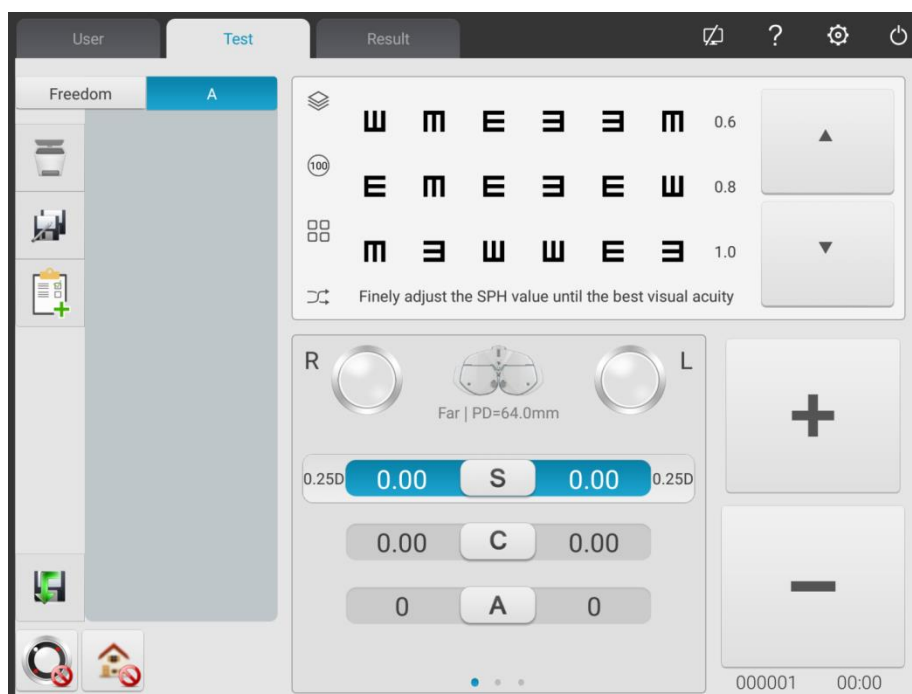 User Test Result ?
Freedom A
0.6
100
0.8
1.0
Finely adjust the SPH value until the best visual acuity
R L
Far | PD=64.0mm
0.25D 0.00 S 0.00 0.25D
0.00 C 0.00
0 A 0
000001 00:00